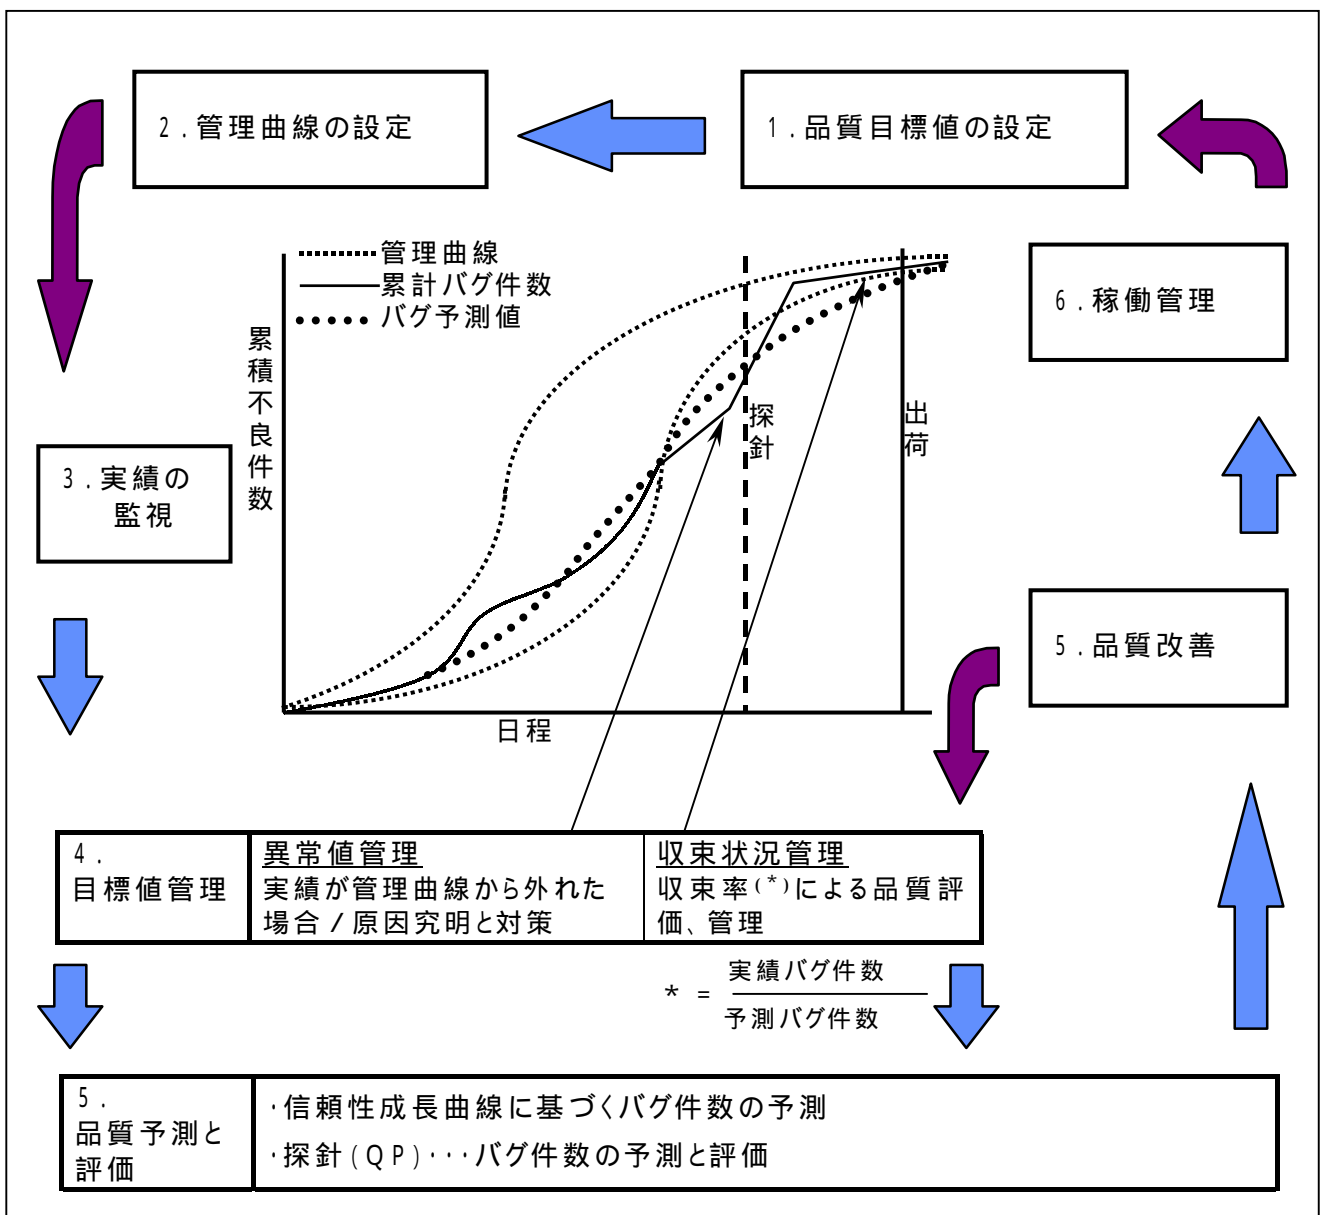 2.管理曲線の設定
1.品質目標値の設定
管理曲線
累計バグ件数
バグ予測値
累積不良件数
探針
出荷
日程
3.実績の
監視
6.稼働管理
5.品質改善
4.
目標値管理
異常値管理
実績が管理曲線から外れた
場合/原因究明と対策
収束状況管理
収束率(*)による品質評
価、管理
* =
実績バグ件数
予測バグ件数
5.
品質予測と
評価
・信頼性成長曲線に基づくバグ件数の予測
・探針(QP)・・・バグ件数の予測と評価